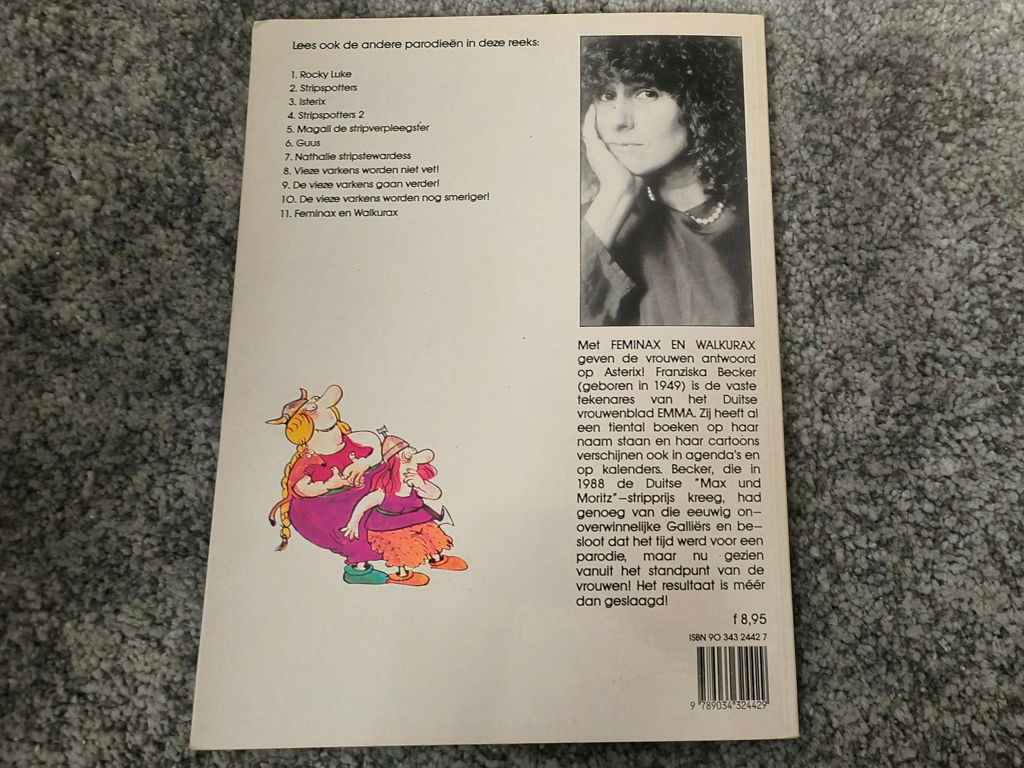 Lees ook de andere parodieën in deze reeks:
1. Rocky Luke
2. Stripspotters
3. Isterix
4. Stripspotters 2
5. Magali de stripverpleegster
6. Guus
7. Nathalie stripstewardess
8. Vieze varkens worden niet vet!
9. De vieze varkens gaan verder!
10. De vieze varkens worden nog smeriger!
11. Feminax en Walkurax
Met FEMINAX EN WALKURAX
geven de vrouwen antwoord
op Asterix! Franziska Becker
(geboren in 1949) is de vaste
tekenares van het Duitse
vrouwenblad EMMA. Zij heeft al
een tiental boeken op haar
naam staan en haar cartoons
verschijnen ook in agenda's en
op kalenders. Becker, die in
1988 de Duitse "Max und
Moritz"-stripprijs kreeg, had
genoeg van die eeuwig on-
overwinnelijke Galliërs en be-
sloot dat het tijd werd voor een
parodie, maar nu gezien
vanuit het standpunt van de
vrouwen! Het resultaat is méér
dan geslaagd!
f 8,95
ISBN 90 343 2442 7
9 789034 324429